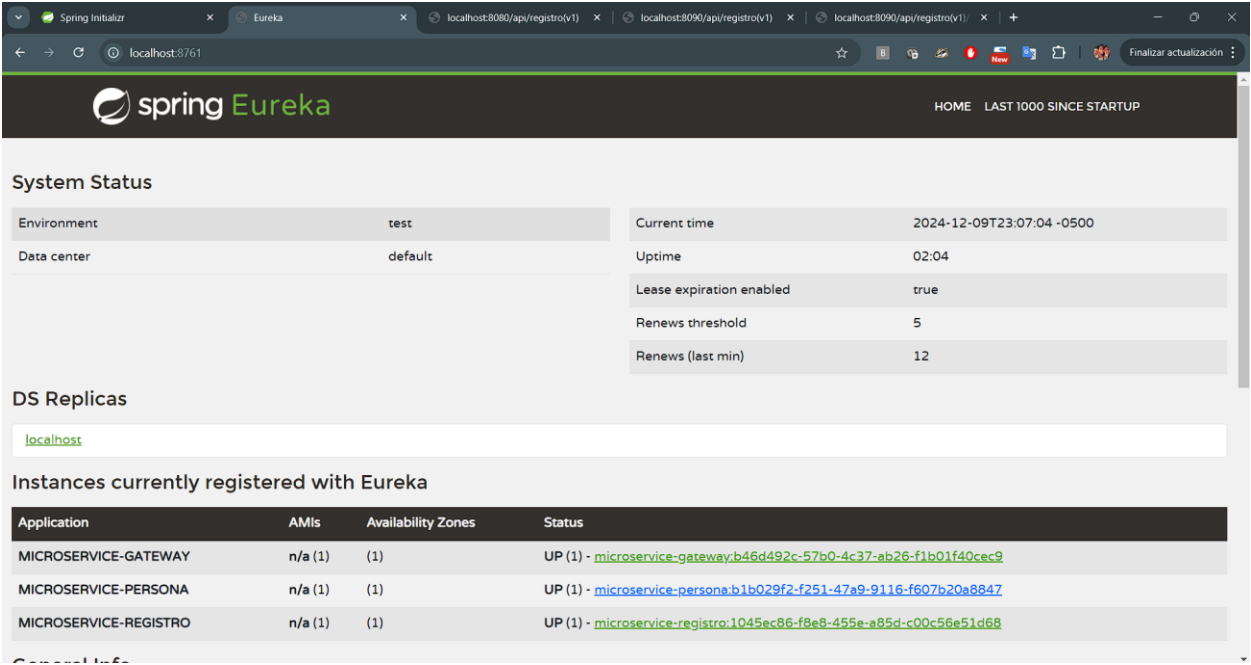 Spring Initializr
Eureka
localhost:8080/api/registro(v1)
localhost:8090/api/registro(v1)
localhost:8090/api/registro(v1)/
localhost:8761
B
New
Finalizar actualización
spring Eureka
HOME LAST 1000 SINCE STARTUP
System Status
Environment test
Data center default
Current time 2024-12-09T23:07:04 -0500
Uptime 02:04
Lease expiration enabled true
Renews threshold 5
Renews (last min) 12
DS Replicas
localhost
Instances currently registered with Eureka
Application AMIs Availability Zones Status
MICROSERVICE-GATEWAY n/a (1) (1) UP (1) - microservice-gateway:b46d492c-57b0-4c37-ab26-f1b01f40cec9
MICROSERVICE-PERSONA n/a (1) (1) UP (1) - microservice-persona:b1b029f2-f251-47a9-9116-f607b20a8847
MICROSERVICE-REGISTRO n/a (1) (1) UP (1) - microservice-registro:1045ec86-f8e8-455e-a85d-c00c56e51d68
General Info